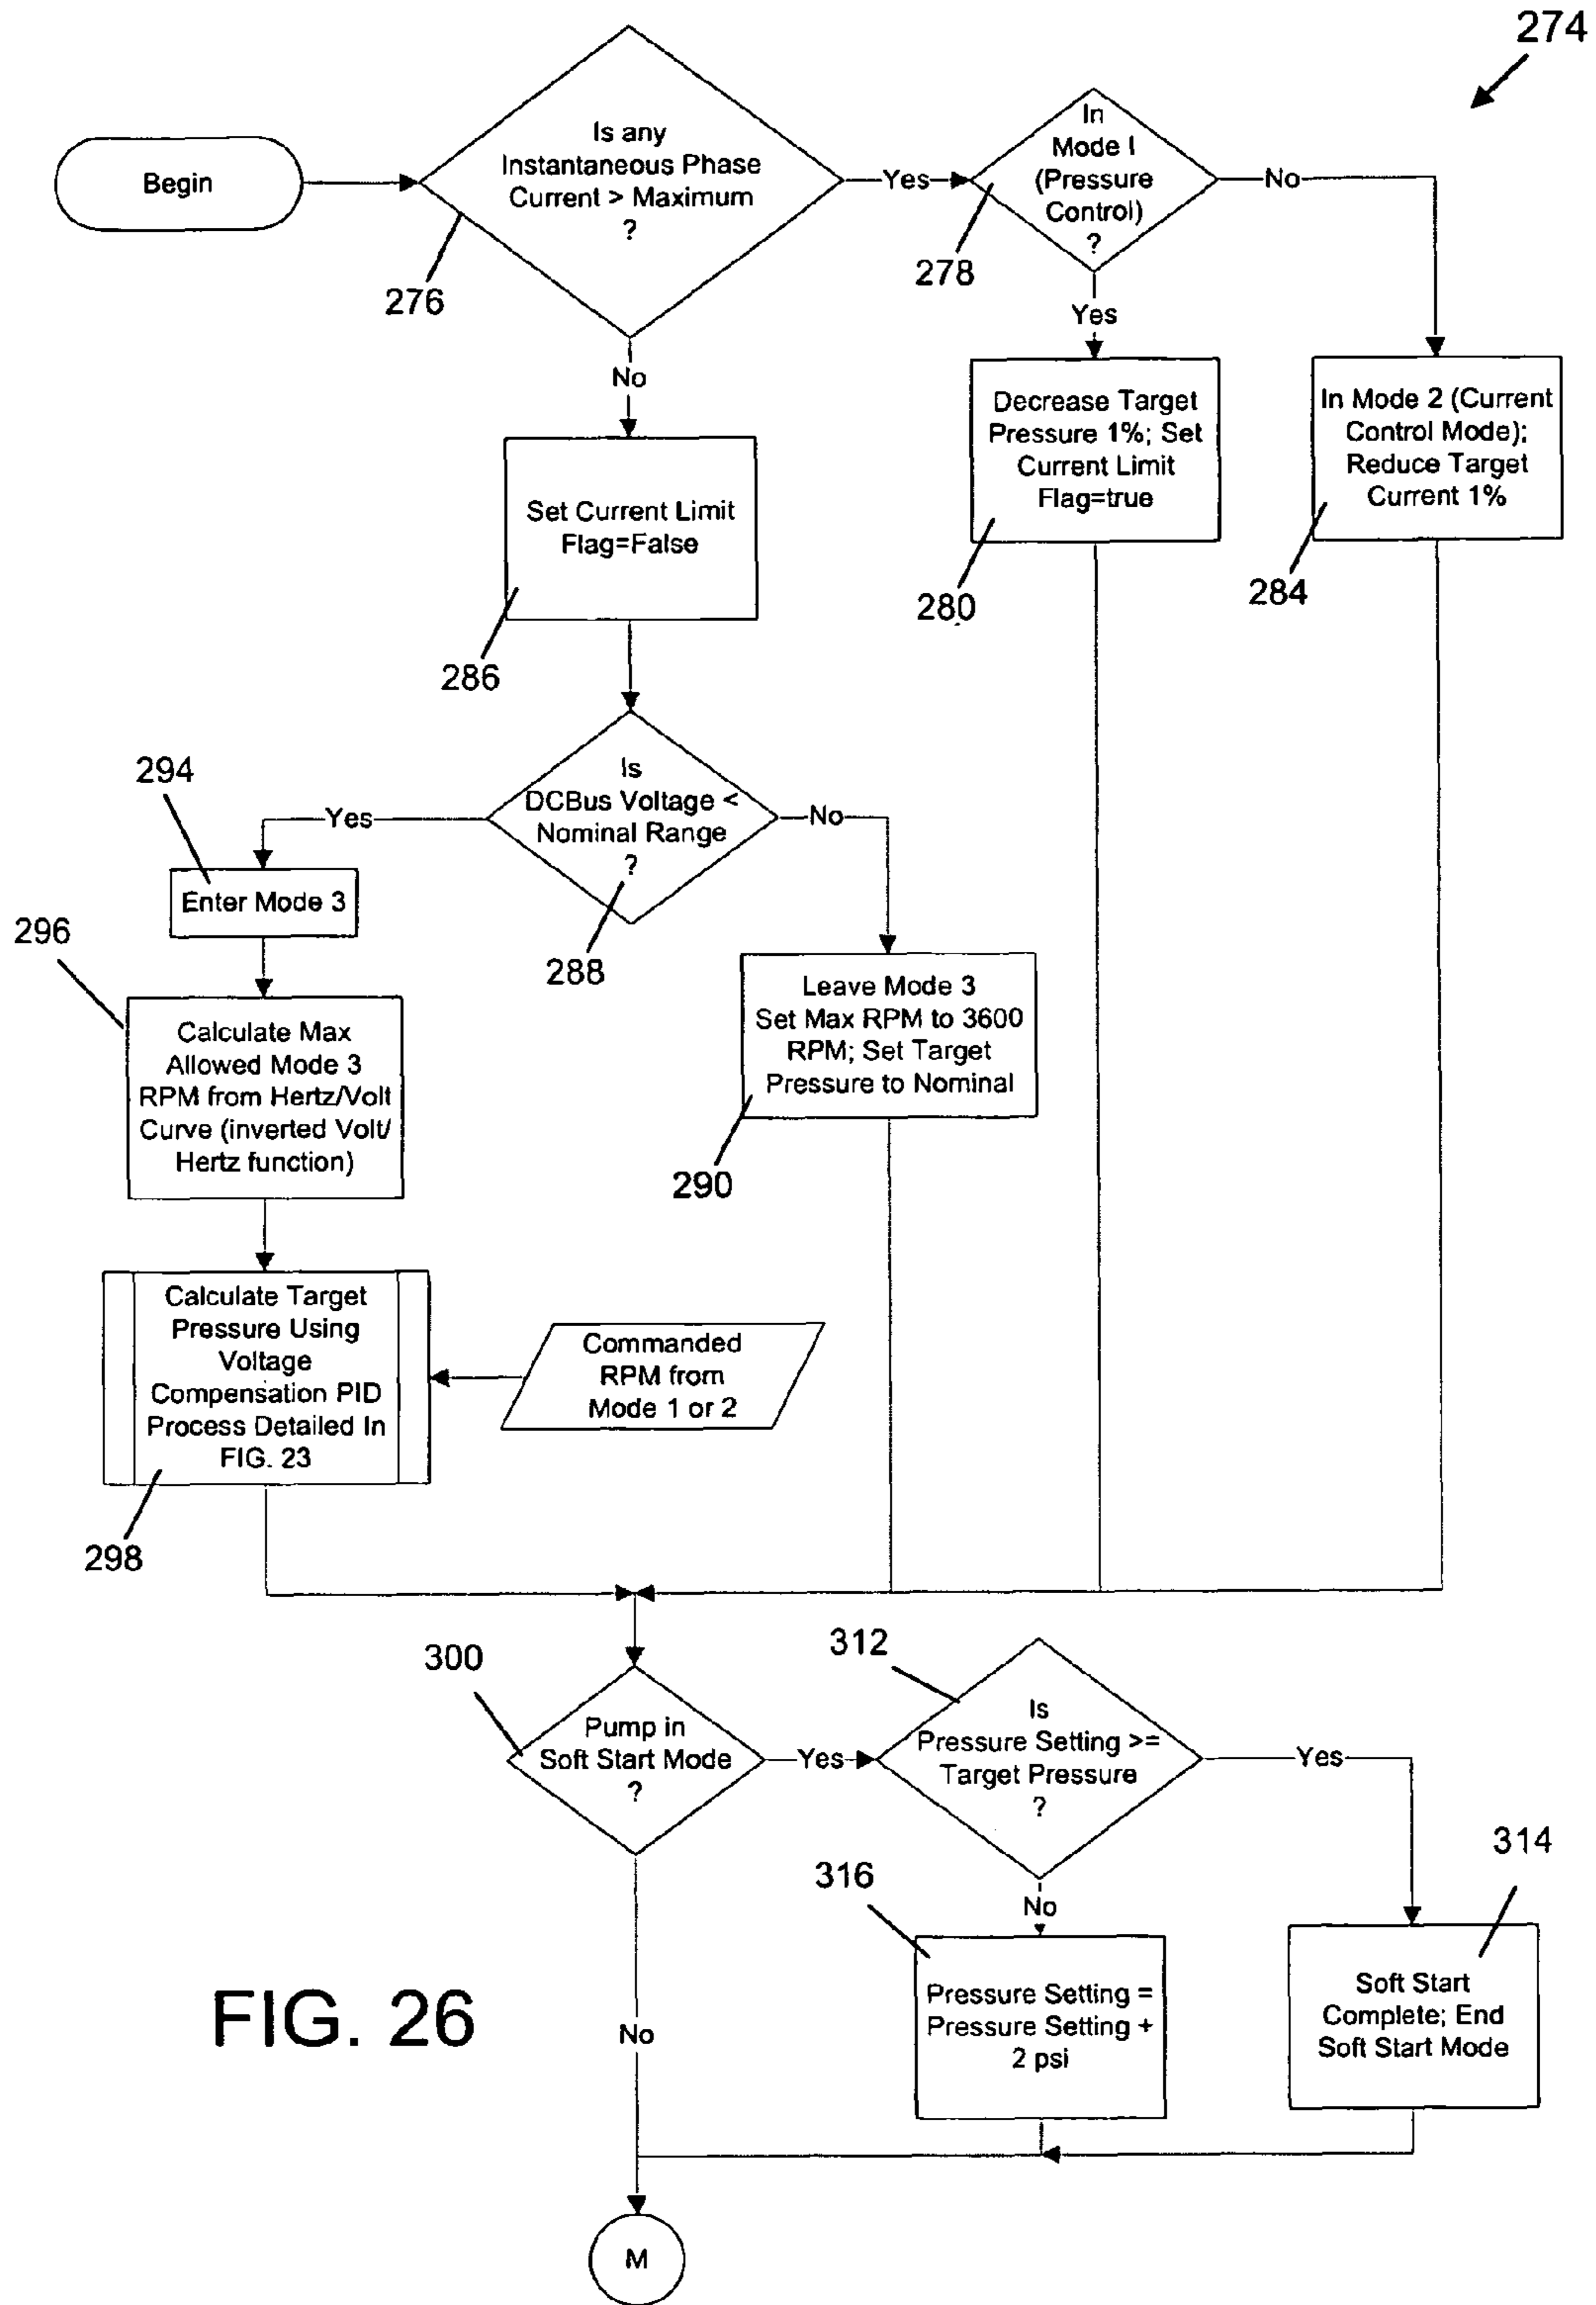 274
Begin
Is any
Instantaneous Phase
Current > Maximum
?
276
Yes
In
Mode I
(Pressure
Control)
?
278
No
No
Yes
Set Current Limit
Flag=False
286
Decrease Target
Pressure 1%; Set
Current Limit
Flag=true
280
In Mode 2 (Current
Control Mode);
Reduce Target
Current 1%
284
Is
DCBus Voltage <
Nominal Range
?
288
Yes
No
294
Enter Mode 3
296
Calculate Max
Allowed Mode 3
RPM from Hertz/Volt
Curve (inverted Volt/
Hertz function)
Leave Mode 3
Set Max RPM to 3600
RPM; Set Target
Pressure to Nominal
290
Calculate Target
Pressure Using
Voltage
Compensation PID
Process Detailed In
FIG. 23
298
Commanded
RPM from
Mode 1 or 2
300
Pump in
Soft Start Mode
?
Yes
312
Is
Pressure Setting >=
Target Pressure
?
Yes
No
316
Pressure Setting =
Pressure Setting +
2 psi
314
Soft Start
Complete; End
Soft Start Mode
No
M
FIG. 26